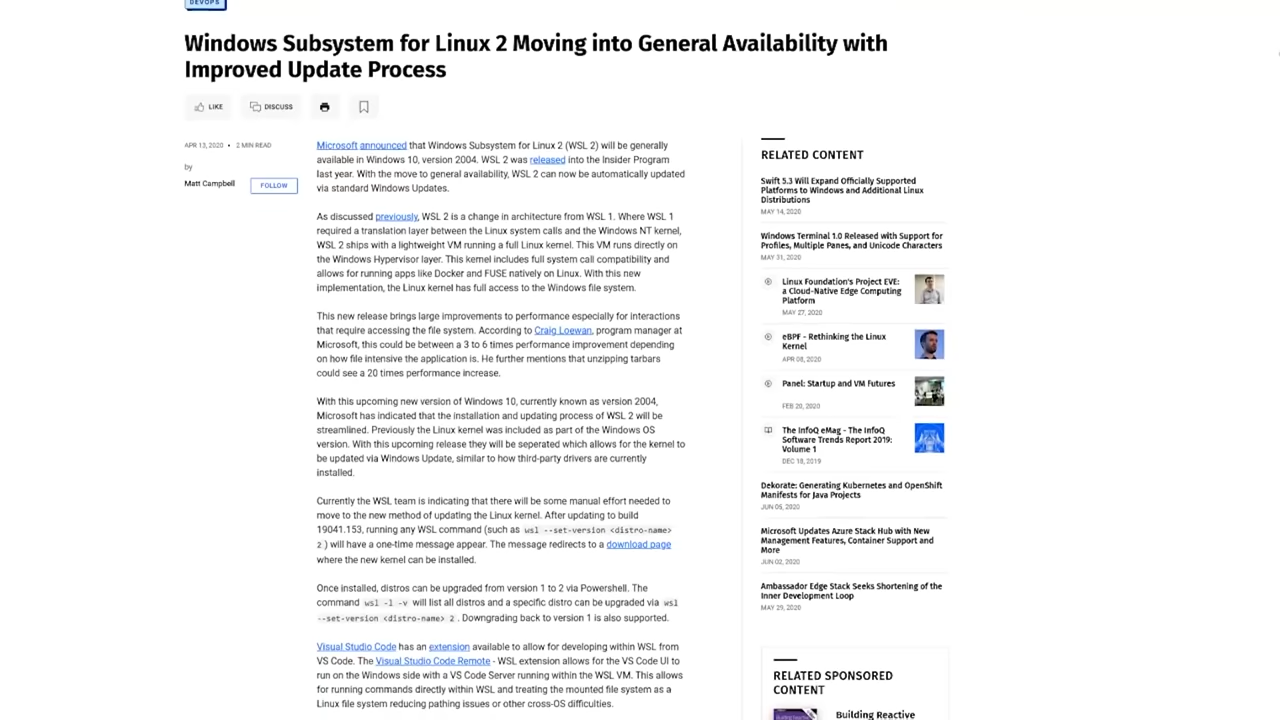 DEVOPS
Windows Subsystem for Linux 2 Moving into General Availability with
Improved Update Process
LIKE
DISCUSS
APR 13, 2020 • 2 MIN READ
by
Matt Campbell
FOLLOW
Microsoft announced that Windows Subsystem for Linux 2 (WSL 2) will be generally
available in Windows 10, version 2004. WSL 2 was released into the Insider Program
last year. With the move to general availability, WSL 2 can now be automatically updated
via standard Windows Updates.
As discussed previously, WSL 2 is a change in architecture from WSL 1. Where WSL 1
required a translation layer between the Linux system calls and the Windows NT kernel,
WSL 2 ships with a lightweight VM running a full Linux kernel. This VM runs directly on
the Windows Hypervisor layer. This kernel includes full system call compatibility and
allows for running apps like Docker and FUSE natively on Linux. With this new
implementation, the Linux kernel has full access to the Windows file system.
This new release brings large improvements to performance especially for interactions
that require accessing the file system. According to Craig Loewan, program manager at
Microsoft, this could be between a 3 to 6 times performance improvement depending
on how file intensive the application is. He further mentions that unzipping tarbars
could see a 20 times performance increase.
With this upcoming new version of Windows 10, currently known as version 2004,
Microsoft has indicated that the installation and updating process of WSL 2 will be
streamlined. Previously the Linux kernel was included as part of the Windows OS
version. With this upcoming release they will be seperated which allows for the kernel to
be updated via Windows Update, similar to how third-party drivers are currently
installed.
Currently the WSL team is indicating that there will be some manual effort needed to
move to the new method of updating the Linux kernel. After updating to build
19041.153, running any WSL command (such as wsl --set-version <distro-name>
2 ) will have a one-time message appear. The message redirects to a download page
where the new kernel can be installed.
Once installed, distros can be upgraded from version 1 to 2 via Powershell. The
command wsl -l -v will list all distros and a specific distro can be upgraded via wsl
--set-version <distro-name> 2 . Downgrading back to version 1 is also supported.
Visual Studio Code has an extension available to allow for developing within WSL from
VS Code. The Visual Studio Code Remote - WSL extension allows for the VS Code UI to
run on the Windows side with a VS Code Server running within the WSL VM. This allows
for running commands directly within WSL and treating the mounted file system as a
Linux file system reducing pathing issues or other cross-OS difficulties.
RELATED CONTENT
Swift 5.3 Will Expand Officially Supported
Platforms to Windows and Additional Linux
Distributions
MAY 14, 2020
Windows Terminal 1.0 Released with Support for
Profiles, Multiple Panes, and Unicode Characters
MAY 31, 2020
Linux Foundation's Project EVE:
a Cloud-Native Edge Computing
Platform
MAY 27, 2020
eBPF - Rethinking the Linux
Kernel
APR 08, 2020
Panel: Startup and VM Futures
FEB 20, 2020
The InfoQ eMag - The InfoQ
Software Trends Report 2019:
Volume 1
DEC 18, 2019
Dekorate: Generating Kubernetes and OpenShift
Manifests for Java Projects
JUN 05, 2020
Microsoft Updates Azure Stack Hub with New
Management Features, Container Support and
More
JUN 02, 2020
Ambassador Edge Stack Seeks Shortening of the
Inner Development Loop
MAY 29, 2020
RELATED SPONSORED
CONTENT
Building Reactive